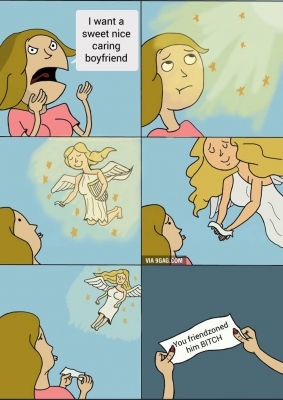 I want a
sweet nice
caring
boyfriend
VIA 9GAG.COM
You friendzoned
him BITCH